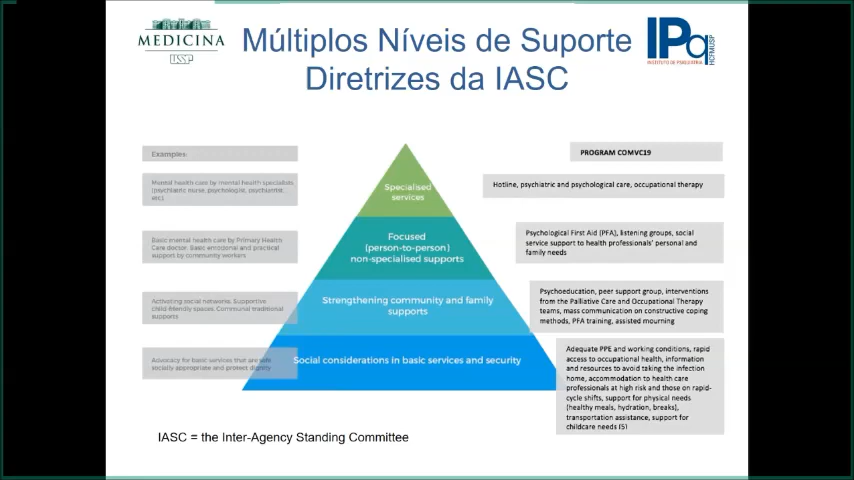 MEDICINA
USP
Múltiplos Níveis de Suporte
Diretrizes da IASC
IPq
INSTITUTO DE PSIQUIATRIA
HCFMUSP
Examples:
Mental health care by mental health specialists
(psychiatric nurse, psychologist, psychiatrist,
etc).
Basic mental health care by Primary Health
Care doctor. Basic emotional and practical
support by community workers
Activating social networks. Supportive
child-friendly spaces. Communal traditional
supports
Advocacy for basic services that are safe
socially appropriate and protect dignity
Specialised
services
Focused
(person-to-person)
non-specialised supports
Strengthening community and family
supports
Social considerations in basic services and security
PROGRAM COMVC19
Hotline, psychiatric and psychological care, occupational therapy
Psychological First Aid (PFA), listening groups, social
service support to health professionals' personal and
family needs
Psychoeducation, peer support group, interventions
from the Palliative Care and Occupational Therapy
teams, mass communication on constructive coping
methods, PFA training, assisted mourning
Adequate PPE and working conditions, rapid
access to occupational health, information
and resources to avoid taking the infection
home, accommodation to health care
professionals at high risk and those on rapid-
cycle shifts, support for physical needs
(healthy meals, hydration, breaks),
transportation assistance, support for
childcare needs (5)
IASC = the Inter-Agency Standing Committee